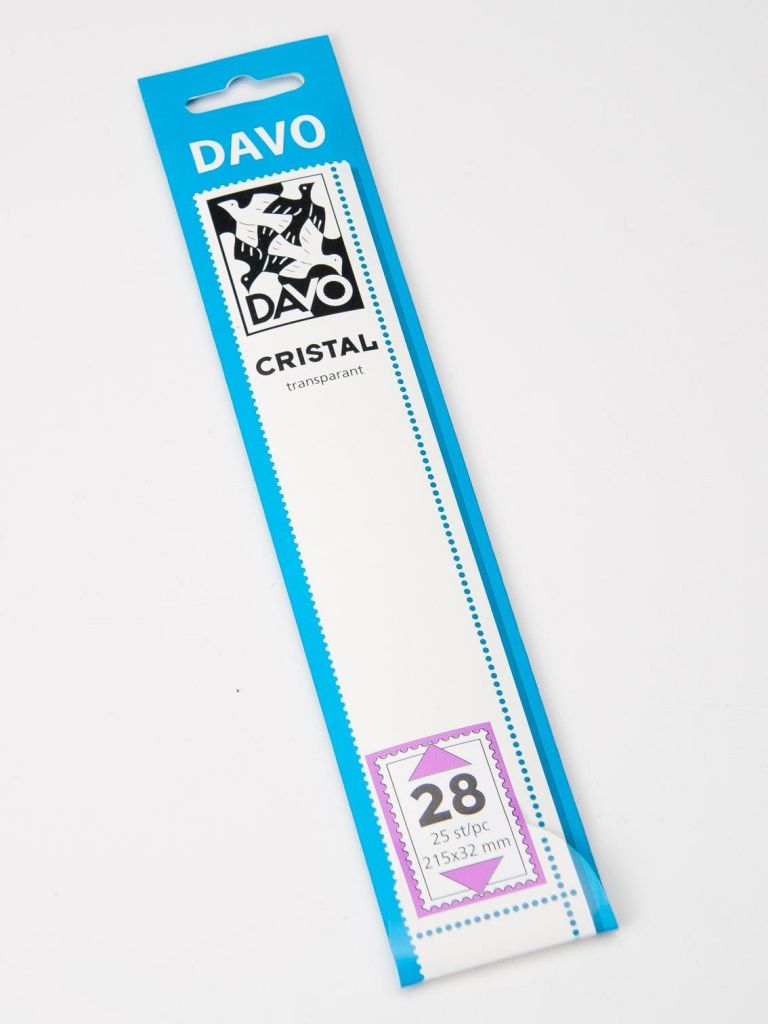 DAVO
DAVO
CRISTAL
transparant
28
25 st/pc
215x32 mm